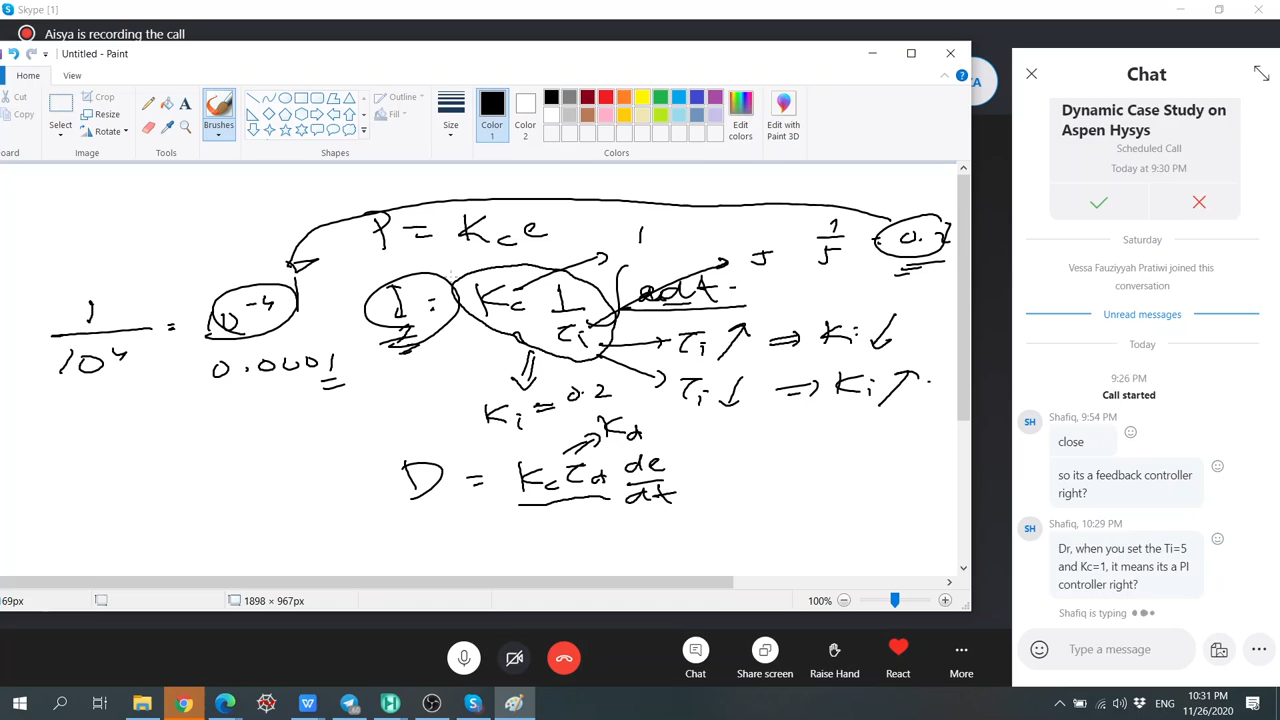 Skype [1]
Aisya is recording the call
Untitled - Paint
Home View
Cut
Copy
Select
Crop
Resize
Rotate
Image
Tools
Brushes
Shapes
Outline
Fill
Size
Color 1
Color 2
Colors
Edit colors
Edit with Paint 3D
P = Kc e
1
5
1/5 = 0.2
1/10⁴ = 10⁻⁴
0.0001
I = Kc 1/τi ∫ edt
τi ↑ ⇒ Ki ↓
τi ↓ ⇒ Ki ↑
Ki = 0.2
Kd
D = Kc τd de/dt
69px
1898 × 967px
100%
Chat
Dynamic Case Study on Aspen Hysys
Scheduled Call
Today at 9:30 PM
Saturday
Vessa Fauziyyah Pratiwi joined this conversation
Unread messages
Today
9:26 PM
Call started
Shafiq, 9:54 PM
SH
close
so its a feedback controller right?
Shafiq, 10:29 PM
SH
Dr, when you set the Ti=5 and Kc=1, it means its a PI controller right?
Shafiq is typing
Type a message
Chat
Share screen
Raise Hand
React
More
ENG
10:31 PM
11/26/2020